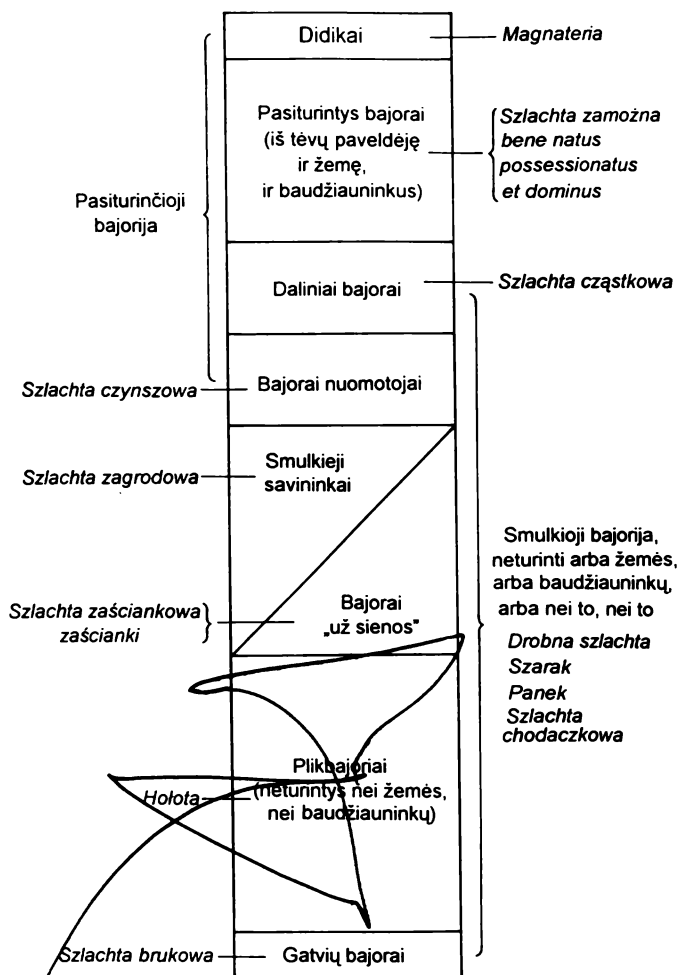 Didikai
Magnateria
Pasiturintys bajorai
(iš tėvų paveldėję
ir žemę,
ir baudžiauninkus)
Szlachta zamożna
bene natus
possessionatus
et dominus
Pasiturinčioji
bajorija
Daliniai bajorai
Szlachta cząstkowa
Szlachta czynszowa
Bajorai nuomotojai
Szlachta zagrodowa
Smulkieji
savininkai
Smulkioji bajorija,
neturinti arba žemės,
arba baudžiauninkų,
arba nei to, nei to
Drobna szlachta
Szarak
Panek
Szlachta
chodaczkowa
Szlachta zaściankowa
zaścianki
Bajorai
„už sienos"
Hołota
Plikbajoriai
(neturintys nei žemės,
nei baudžiauninkų)
Szlachta brukowa
Gatvių bajorai